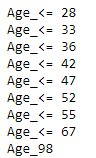 Age_<= 28
Age_<= 33
Age_<= 36
Age_<= 42
Age_<= 47
Age_<= 52
Age_<= 55
Age_<= 67
Age_98